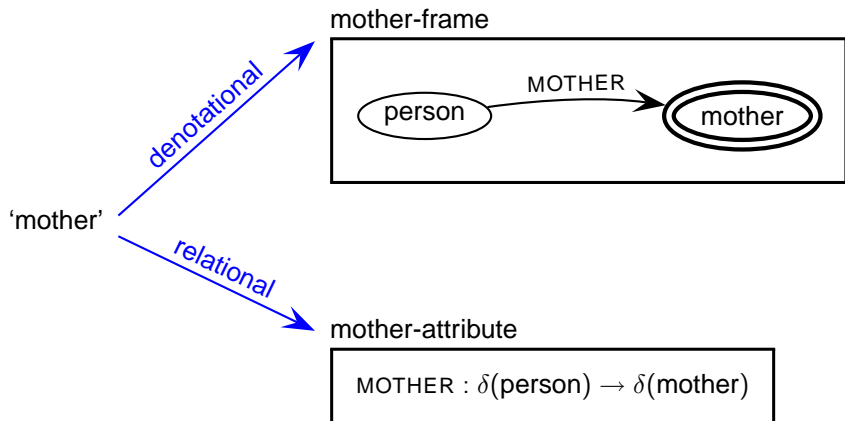 mother-frame
MOTHER
person
mother
denotational
‘mother’
relational
mother-attribute
MOTHER : δ(person) → δ(mother)